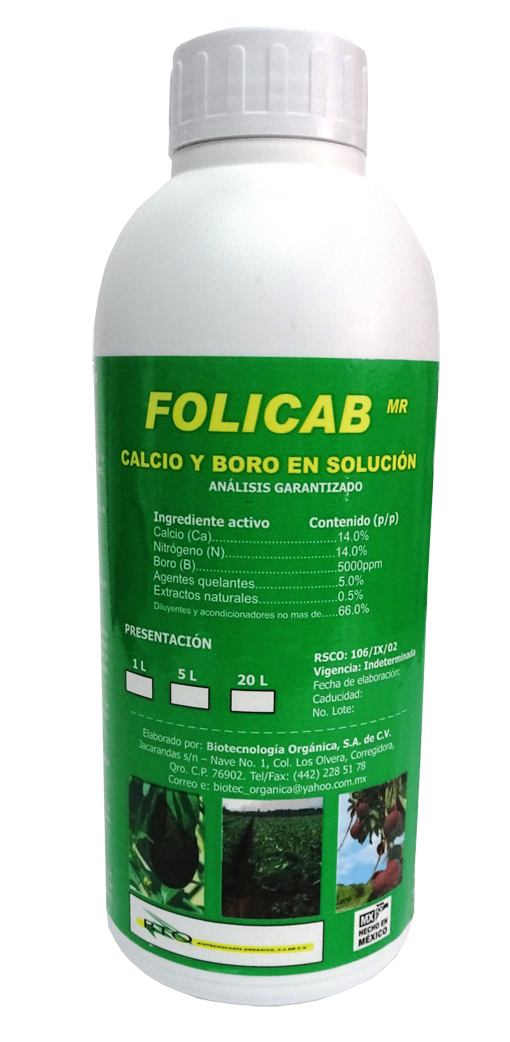 FOLICAB MR
CALCIO Y BORO EN SOLUCIÓN
ANÁLISIS GARANTIZADO
Ingrediente activo Contenido (p/p)
Calcio (Ca)..................................14.0%
Nitrógeno (N)..............................14.0%
Boro (B)......................................5000ppm
Agentes quelantes......................5.0%
Extractos naturales.....................0.5%
Diluyentes y acondicionadores no mas de.....66.0%
PRESENTACIÓN
1 L 5 L 20 L
RSCO: 106/IX/02
Vigencia: Indeterminada
Fecha de elaboración:
Caducidad:
No. Lote:
Elaborado por: Biotecnología Orgánica, S.A. de C.V.
Jacarandas s/n – Nave No. 1, Col. Los Olvera, Corregidora,
Qro. C.P. 76902. Tel/Fax: (442) 228 51 78
Correo e: biotec_organica@yahoo.com.mx
BIOTECNOLOGÍA ORGÁNICA, S.A DE C.V.
MX
HECHO EN
MÉXICO